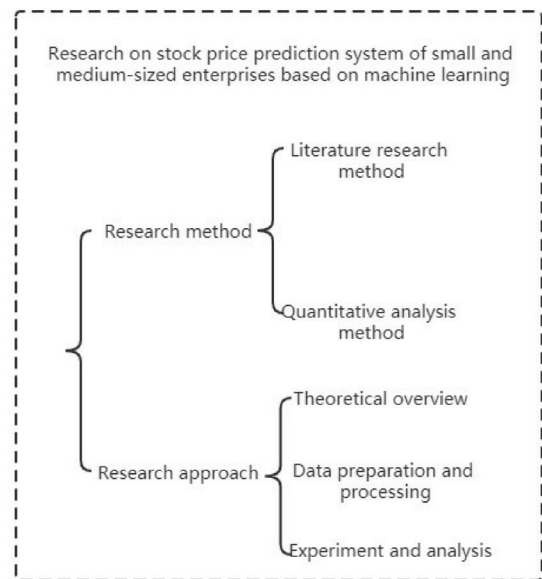 Research on stock price prediction system of small and
medium-sized enterprises based on machine learning
Literature research
method
Research method
Quantitative analysis
method
Theoretical overview
Research approach
Data preparation and
processing
Experiment and analysis